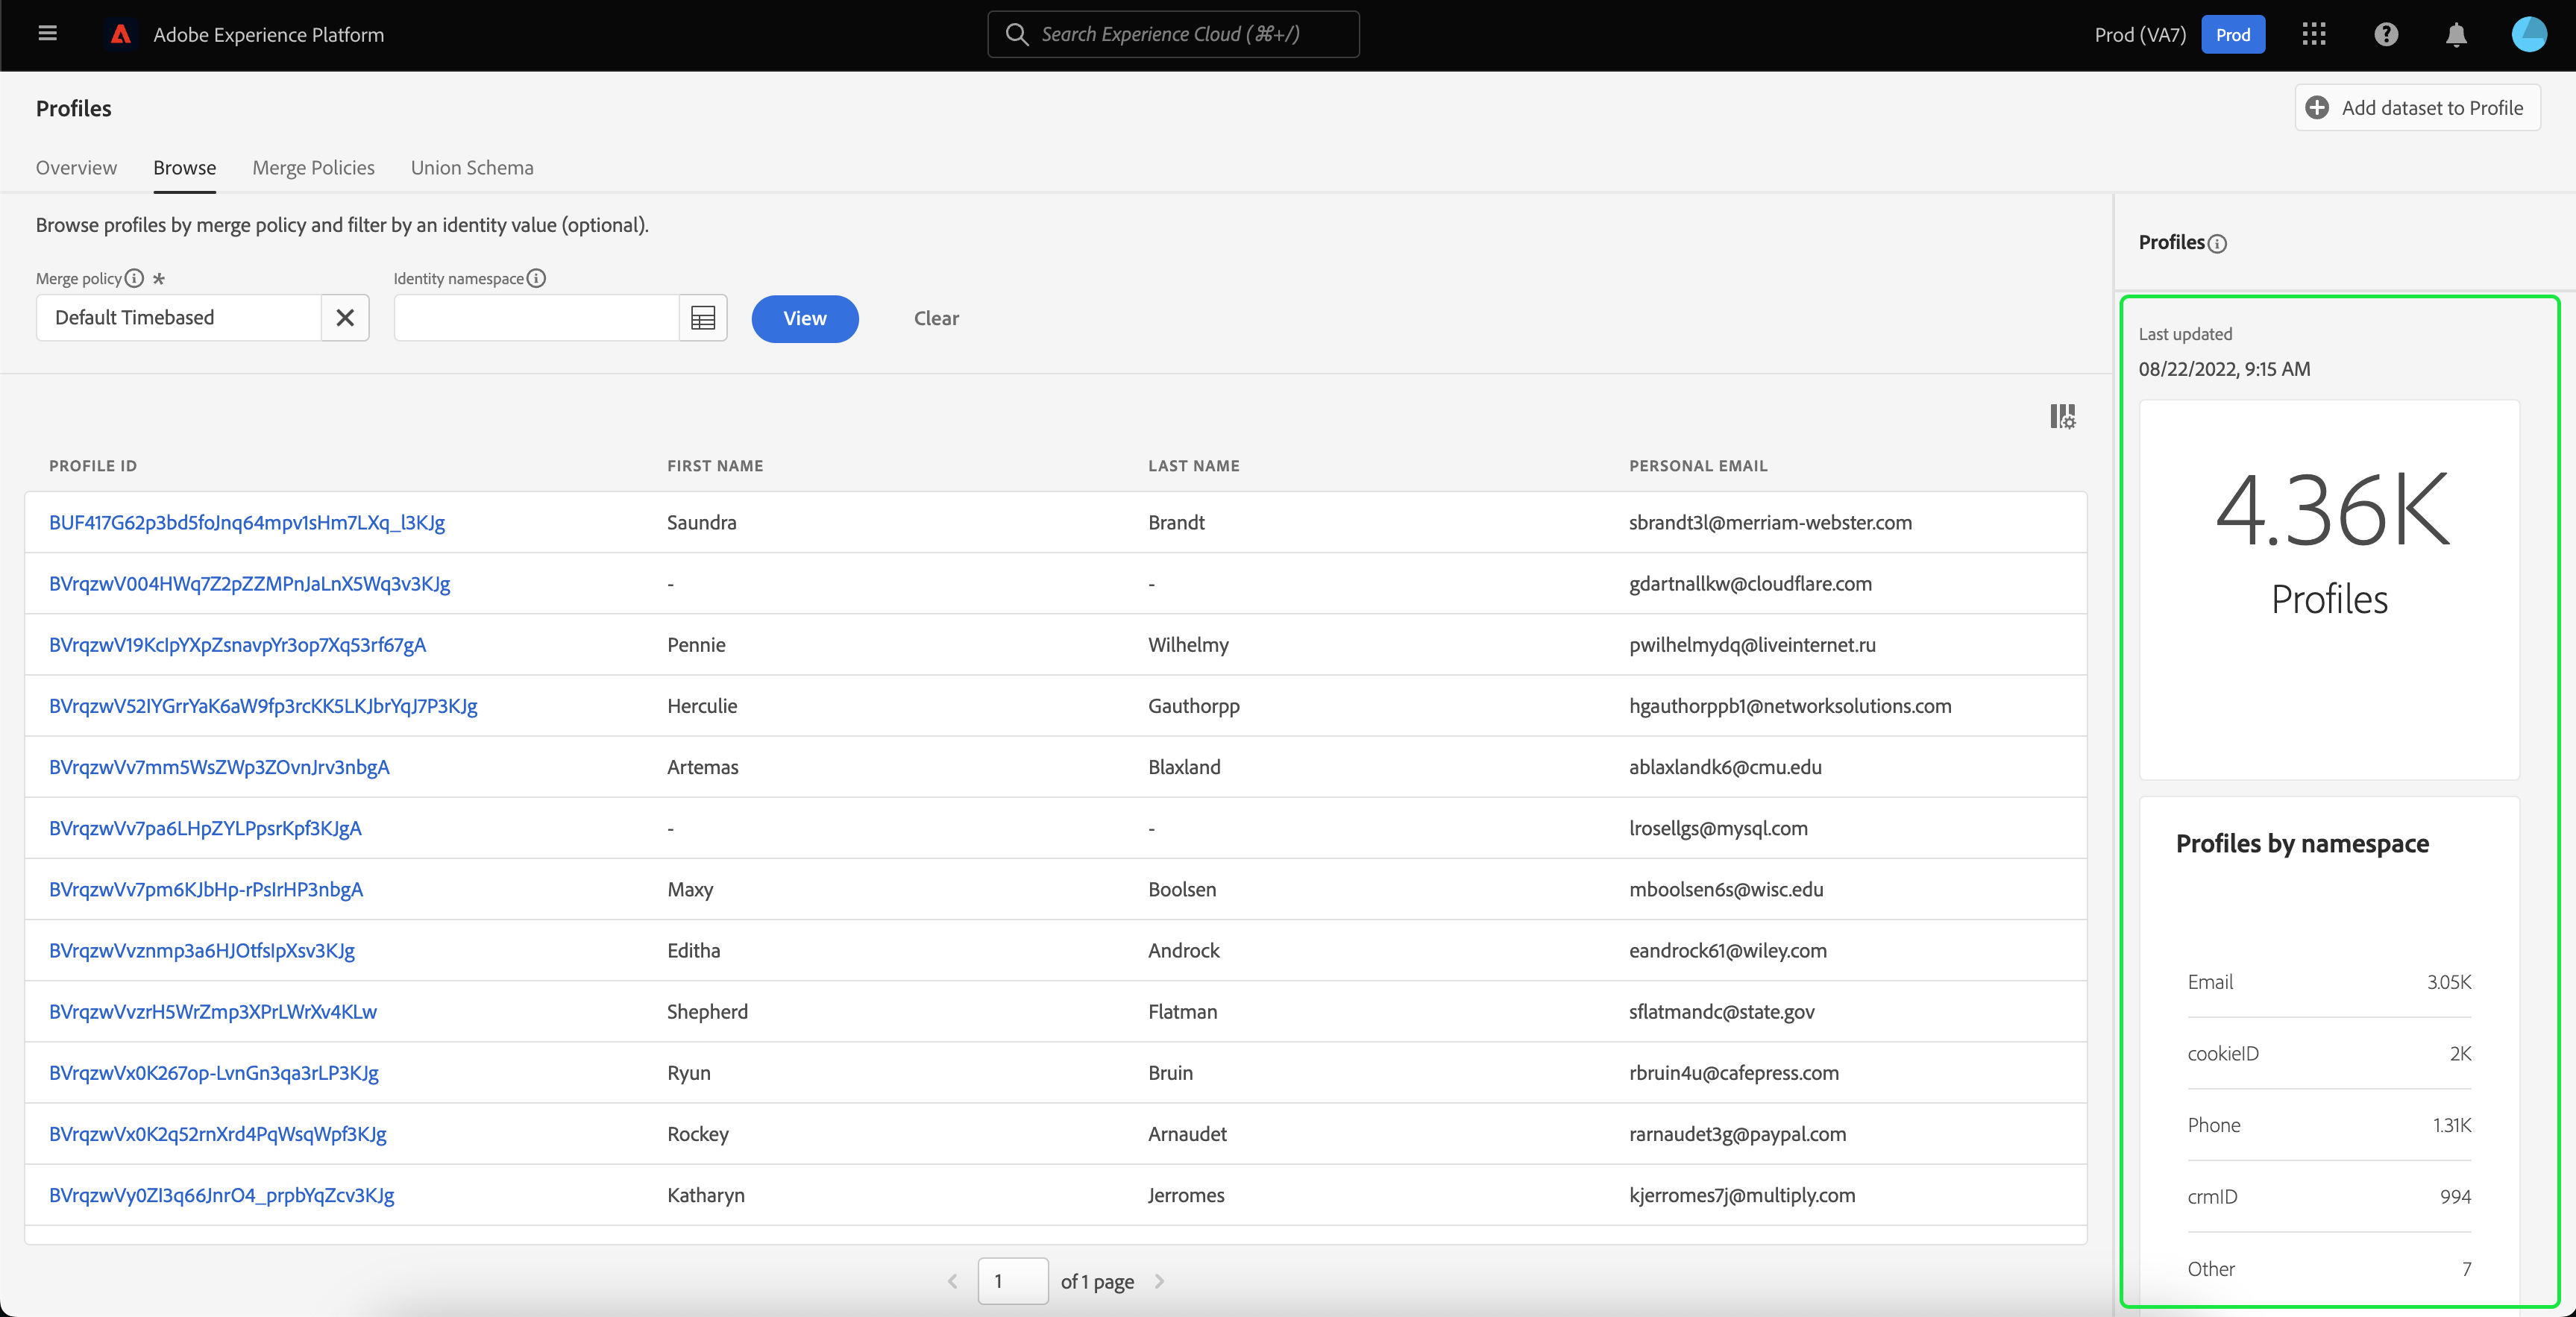 Adobe Experience Platform
Search Experience Cloud (⌘+/)
Prod (VA7)
Prod
Profiles
Add dataset to Profile
Overview Browse Merge Policies Union Schema
Browse profiles by merge policy and filter by an identity value (optional).
Merge policy * Identity namespace
Default Timebased
View Clear
PROFILE ID FIRST NAME LAST NAME PERSONAL EMAIL
BUF417G62p3bd5foJnq64mpv1sHm7LXq_l3KJg Saundra Brandt sbrandt3l@merriam-webster.com
BVrqzwV004HWq7Z2pZZMPnJaLnX5Wq3v3KJg - - gdartnallkw@cloudflare.com
BVrqzwV19KcIpYXpZsnavpYr3op7Xq53rf67gA Pennie Wilhelmy pwilhelmydq@liveinternet.ru
BVrqzwV52IYGrrYaK6aW9fp3rcKK5LKJbrYqJ7P3KJg Herculie Gauthorpp hgauthorppb1@networksolutions.com
BVrqzwVv7mm5WsZWp3ZOvnJrv3nbgA Artemas Blaxland ablaxlandk6@cmu.edu
BVrqzwVv7pa6LHpZYLPpsrKpf3KJgA - - lrosellgs@mysql.com
BVrqzwVv7pm6KJbHp-rPsIrHP3nbgA Maxy Boolsen mboolsen6s@wisc.edu
BVrqzwVvznmp3a6HJOtfsIpXsv3KJg Editha Androck eandrock61@wiley.com
BVrqzwVvzrH5WrZmp3XPrLWrXv4KLw Shepherd Flatman sflatmandc@state.gov
BVrqzwVx0K267op-LvnGn3qa3rLP3KJg Ryun Bruin rbruin4u@cafepress.com
BVrqzwVx0K2q52rnXrd4PqWsqWpf3KJg Rockey Arnaudet rarnaudet3g@paypal.com
BVrqzwVy0ZI3q66JnrO4_prpbYqZcv3KJg Katharyn Jerromes kjerromes7j@multiply.com
1 of 1 page
Profiles
Last updated
08/22/2022, 9:15 AM
4.36K
Profiles
Profiles by namespace
Email 3.05K
cookieID 2K
Phone 1.31K
crmID 994
Other 7